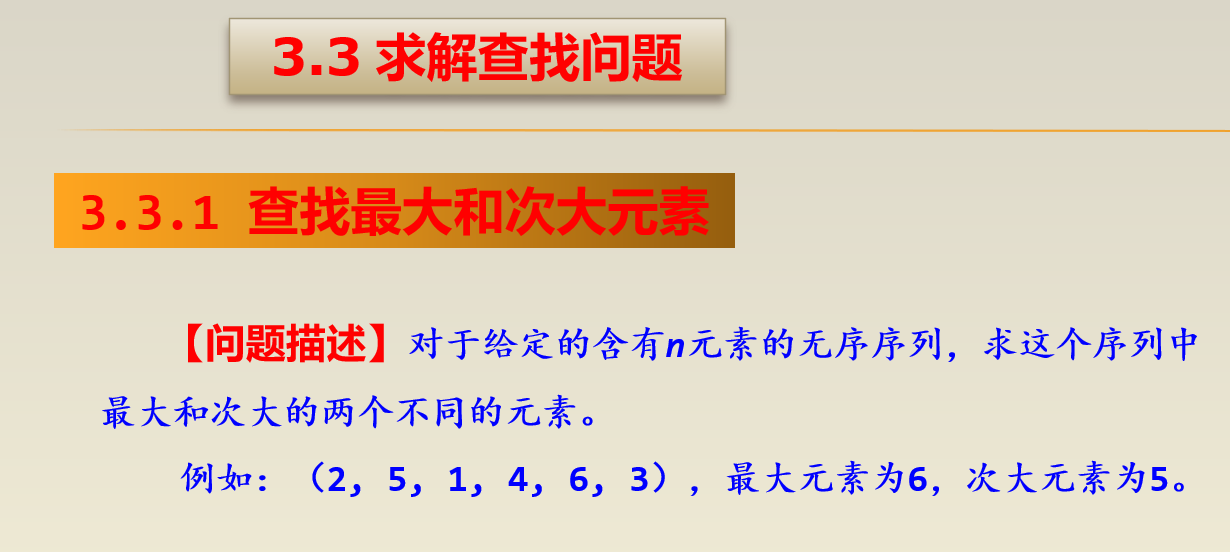 3.3 求解查找问题
3.3.1 查找最大和次大元素
【问题描述】对于给定的含有n元素的无序序列，求这个序列中
最大和次大的两个不同的元素。
例如：（2，5，1，4，6，3），最大元素为6，次大元素为5。